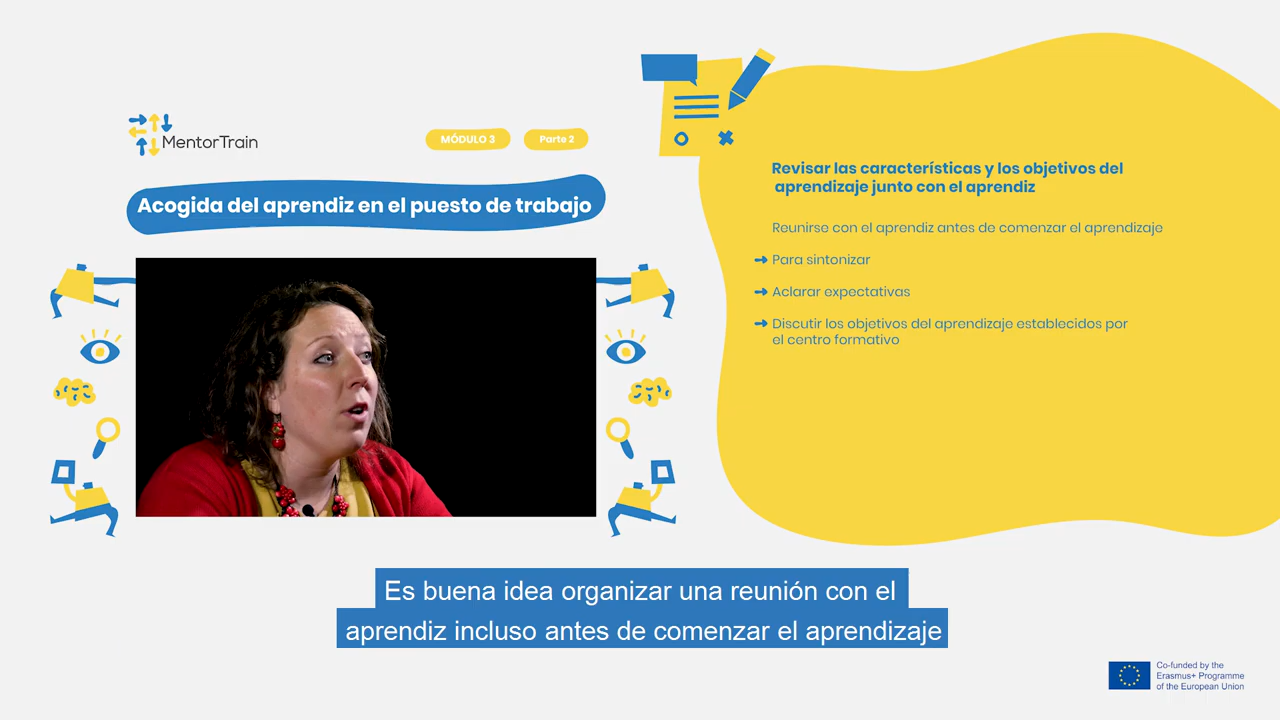 MentorTrain
MÓDULO 3
Parte 2
Acogida del aprendiz en el puesto de trabajo
Revisar las características y los objetivos del
aprendizaje junto con el aprendiz
Reunirse con el aprendiz antes de comenzar el aprendizaje
Para sintonizar
Aclarar expectativas
Discutir los objetivos del aprendizaje establecidos por
el centro formativo
Es buena idea organizar una reunión con el
aprendiz incluso antes de comenzar el aprendizaje
Co-funded by the
Erasmus+ Programme
of the European Union